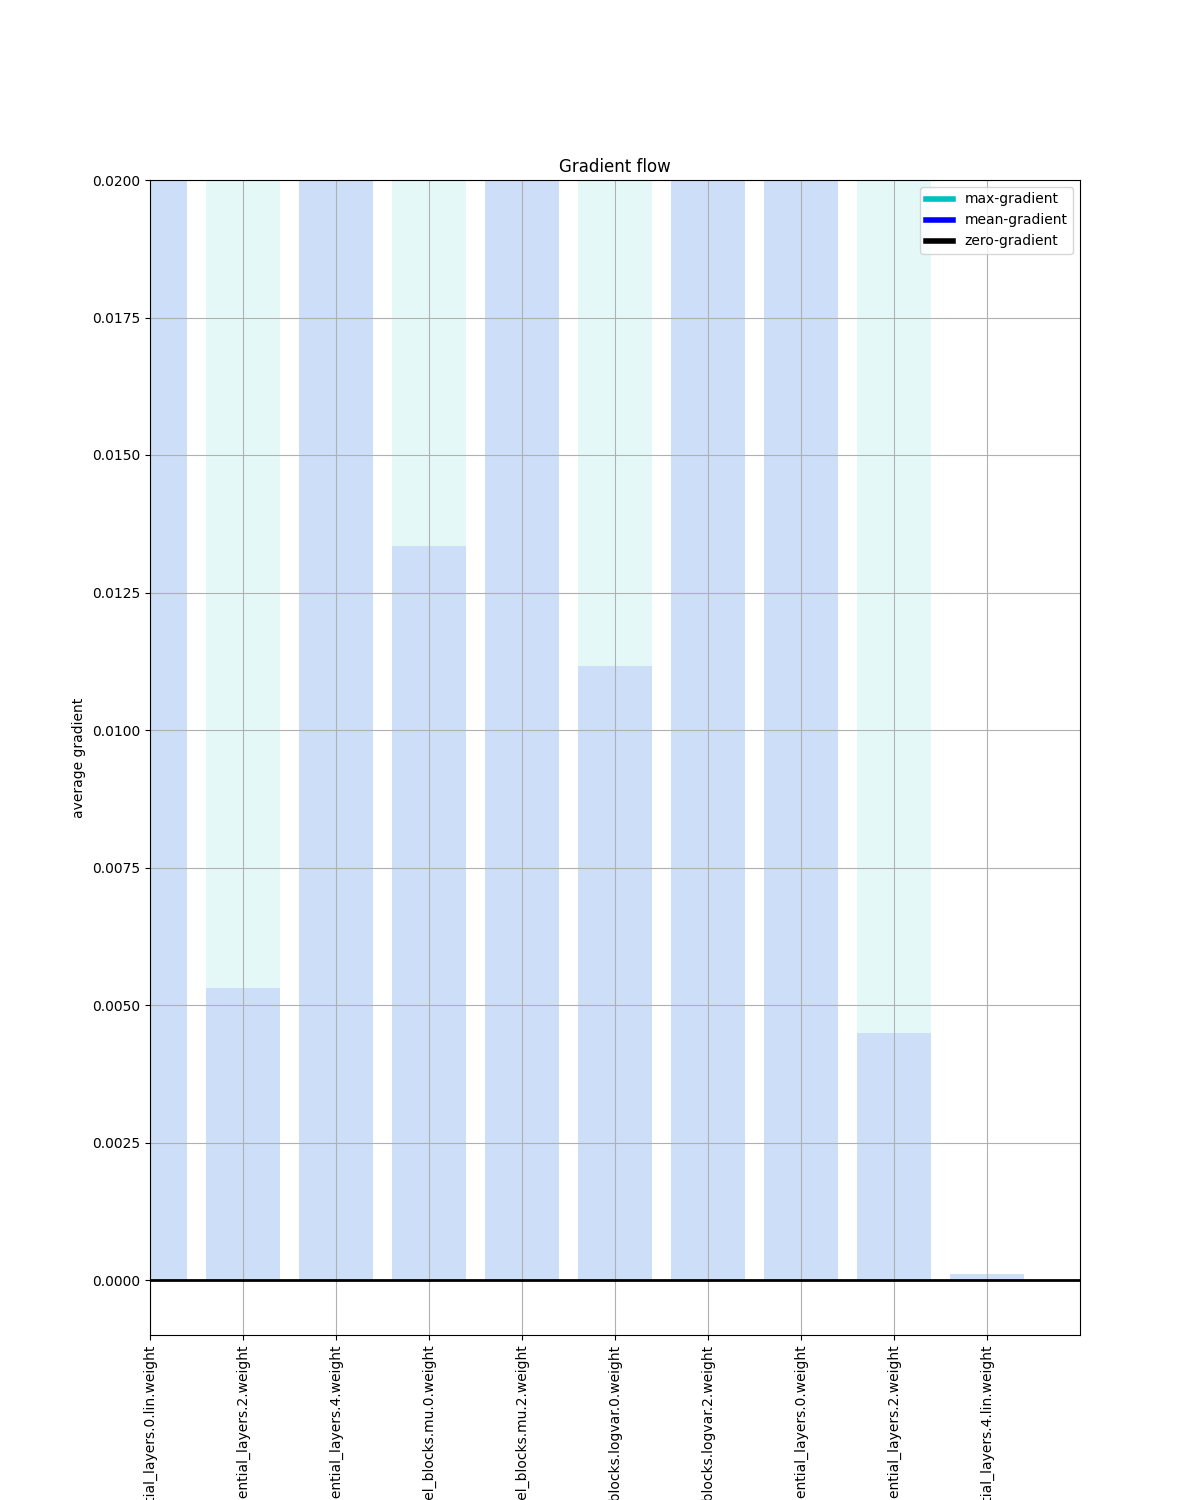 Gradient flow
max-gradient
mean-gradient
zero-gradient
average gradient
0.0200
0.0175
0.0150
0.0125
0.0100
0.0075
0.0050
0.0025
0.0000
tial_layers.0.lin.weight
ential_layers.2.weight
ential_layers.4.weight
el_blocks.mu.0.weight
el_blocks.mu.2.weight
blocks.logvar.0.weight
blocks.logvar.2.weight
ential_layers.0.weight
ential_layers.2.weight
tial_layers.4.lin.weight